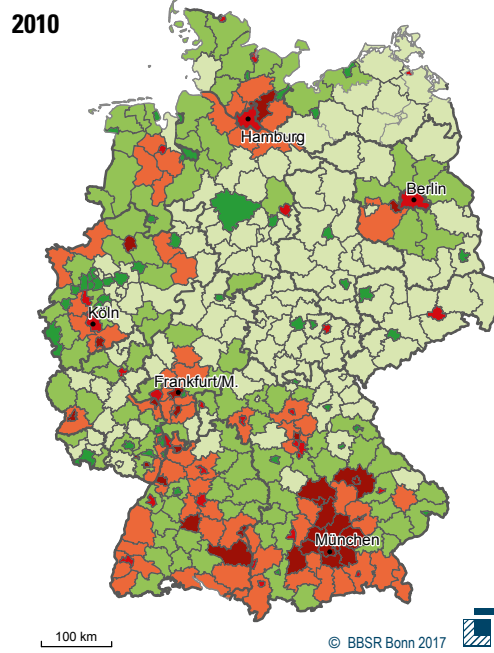 2010
Hamburg
Berlin
Köln
Frankfurt/M.
München
100 km
© BBSR Bonn 2017